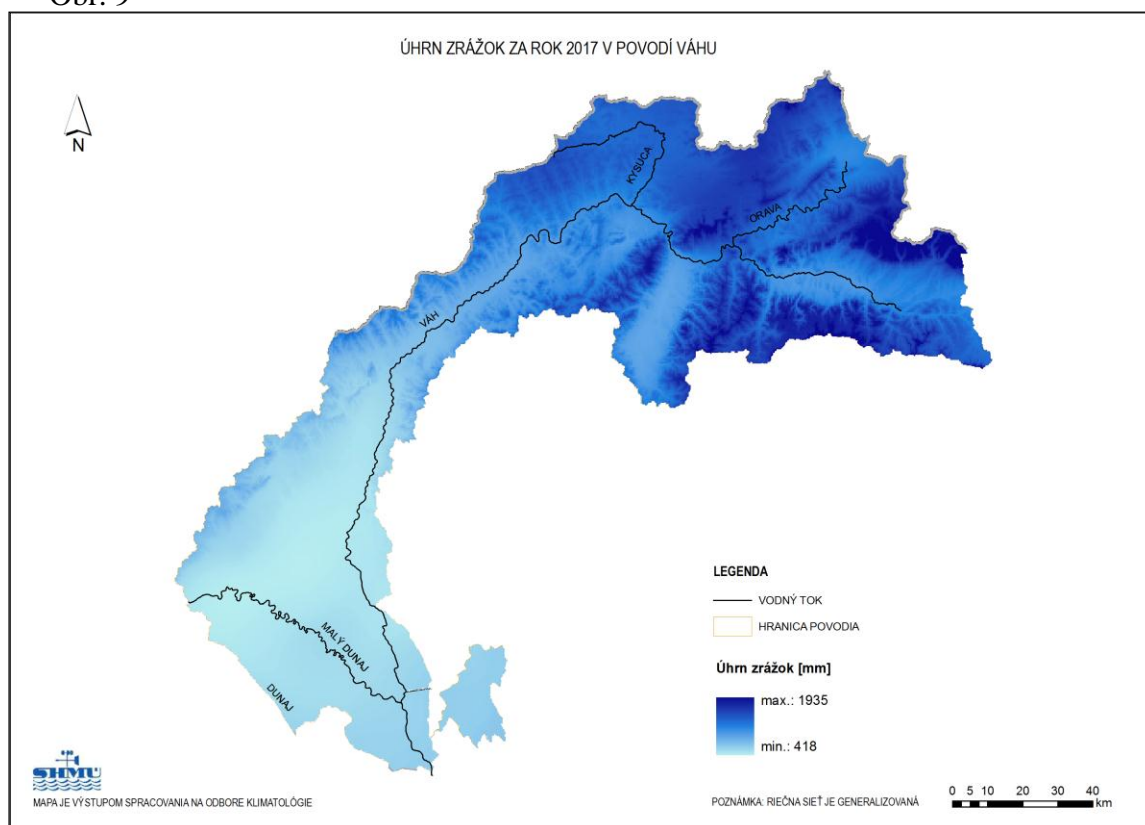 Obr. 9
ÚHRN ZRÁŽOK ZA ROK 2017 V POVODÍ VÁHU
N
KYSUCA
ORAVA
VÁH
MALÝ DUNAJ
DUNAJ
LEGENDA
VODNÝ TOK
HRANICA POVODIA
Úhrn zrážok [mm]
max.: 1935
min.: 418
SHMÚ
MAPA JE VÝSTUPOM SPRACOVANIA NA ODBORE KLIMATOLÓGIE
POZNÁMKA: RIEČNA SIEŤ JE GENERALIZOVANÁ
0 5 10 20 30 40
km